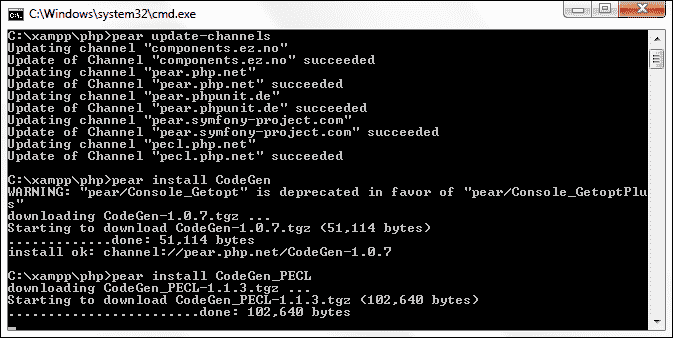 C:\Windows\system32\cmd.exe
C:\xampp\php>pear update-channels
Updating channel "components.ez.no"
Update of Channel "components.ez.no" succeeded
Updating channel "pear.php.net"
Update of Channel "pear.php.net" succeeded
Updating channel "pear.phpunit.de"
Update of Channel "pear.phpunit.de" succeeded
Updating channel "pear.symfony-project.com"
Update of Channel "pear.symfony-project.com" succeeded
Updating channel "pecl.php.net"
Update of Channel "pecl.php.net" succeeded
C:\xampp\php>pear install CodeGen
WARNING: "pear/Console_Getopt" is deprecated in favor of "pear/Console_GetoptPlu
s"
downloading CodeGen-1.0.7.tgz ...
Starting to download CodeGen-1.0.7.tgz (51,114 bytes)
.............done: 51,114 bytes
install ok: channel://pear.php.net/CodeGen-1.0.7
C:\xampp\php>pear install CodeGen_PECL
downloading CodeGen_PECL-1.1.3.tgz ...
Starting to download CodeGen_PECL-1.1.3.tgz (102,640 bytes)
........................done: 102,640 bytes